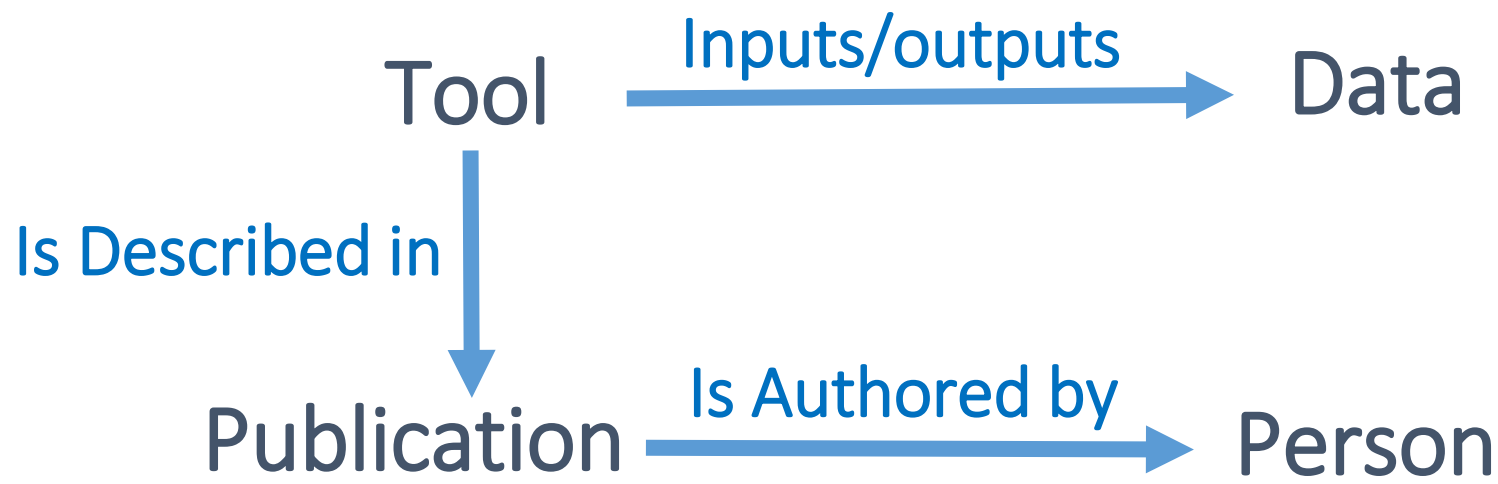 Inputs/outputs
Tool
Data
Is Described in
Is Authored by
Publication
Person